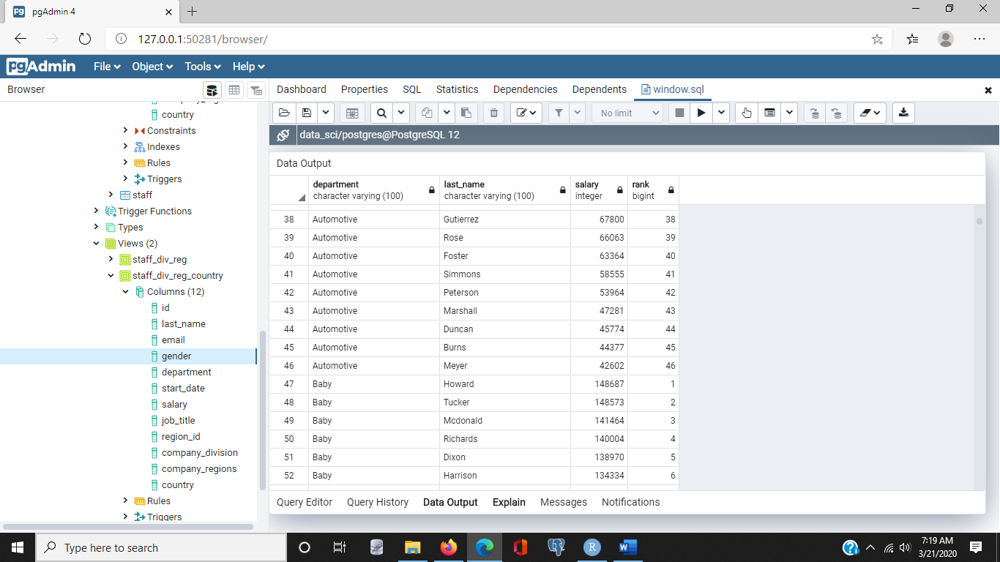 pgAdmin 4
127.0.0.1:50281/browser/
pgAdmin File Object Tools Help
Browser
Dashboard Properties SQL Statistics Dependencies Dependents window.sql
country
Constraints
Indexes
Rules
Triggers
staff
Trigger Functions
Types
Views (2)
staff_div_reg
staff_div_reg_country
Columns (12)
id
last_name
email
gender
department
start_date
salary
job_title
region_id
company_division
company_regions
country
Rules
Triggers
No limit
data_sci/postgres@PostgreSQL 12
Data Output
department last_name salary rank
character varying (100) character varying (100) integer bigint
38 Automotive Gutierrez 67800 38
39 Automotive Rose 66063 39
40 Automotive Foster 63364 40
41 Automotive Simmons 58555 41
42 Automotive Peterson 53964 42
43 Automotive Marshall 47281 43
44 Automotive Duncan 45774 44
45 Automotive Burns 44377 45
46 Automotive Meyer 42602 46
47 Baby Howard 148687 1
48 Baby Tucker 148573 2
49 Baby Mcdonald 141464 3
50 Baby Richards 140004 4
51 Baby Dixon 138970 5
52 Baby Harrison 134334 6
Query Editor Query History Data Output Explain Messages Notifications
Type here to search
7:19 AM
3/21/2020